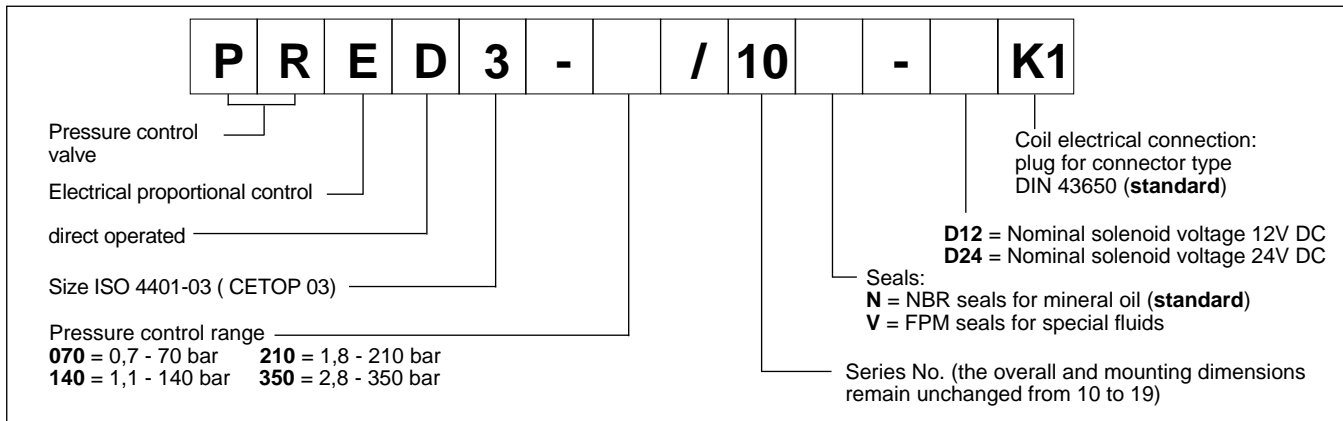 P R E D 3 - / 10 - K1
Pressure control
valve
Electrical proportional control
direct operated
Size ISO 4401-03 ( CETOP 03)
Pressure control range
070 = 0,7 - 70 bar 210 = 1,8 - 210 bar
140 = 1,1 - 140 bar 350 = 2,8 - 350 bar
Coil electrical connection:
plug for connector type
DIN 43650 (standard)
D12 = Nominal solenoid voltage 12V DC
D24 = Nominal solenoid voltage 24V DC
Seals:
N = NBR seals for mineral oil (standard)
V = FPM seals for special fluids
Series No. (the overall and mounting dimensions
remain unchanged from 10 to 19)